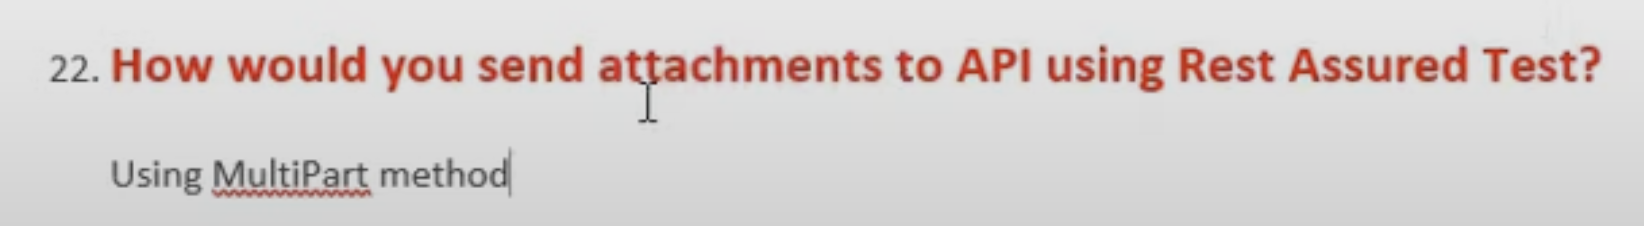 22. How would you send attachments to API using Rest Assured Test?
Using MultiPart method